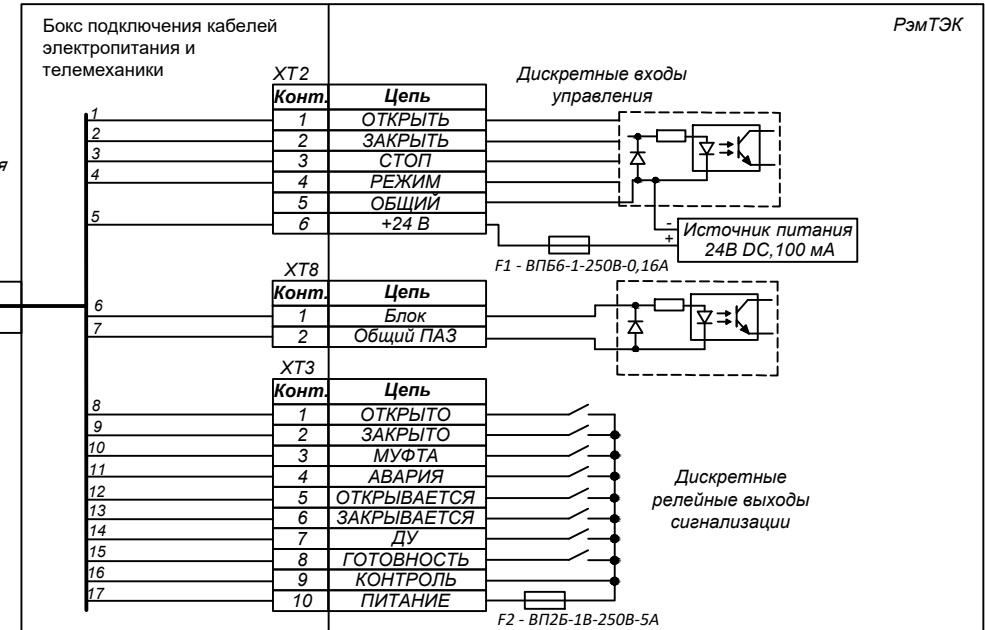 Бокс подключения кабелей
электропитания и
телемеханики
РэмТЭК
я
XT2
Дискретные входы
управления
Конт. Цепь
1 1 ОТКРЫТЬ
2 2 ЗАКРЫТЬ
3 3 СТОП
4 4 РЕЖИМ
5 ОБЩИЙ
5 6 +24 В
- Источник питания
+ 24В DC,100 мА
F1 - ВПБ6-1-250В-0,16А
XT8
Конт. Цепь
6 1 Блок
7 2 Общий ПАЗ
XT3
Конт. Цепь
8 1 ОТКРЫТО
9 2 ЗАКРЫТО
10 3 МУФТА
11 4 АВАРИЯ
12 5 ОТКРЫВАЕТСЯ
13 6 ЗАКРЫВАЕТСЯ
14 7 ДУ
15 8 ГОТОВНОСТЬ
16 9 КОНТРОЛЬ
17 10 ПИТАНИЕ
Дискретные
релейные выходы
сигнализации
F2 - ВП2Б-1В-250В-5А